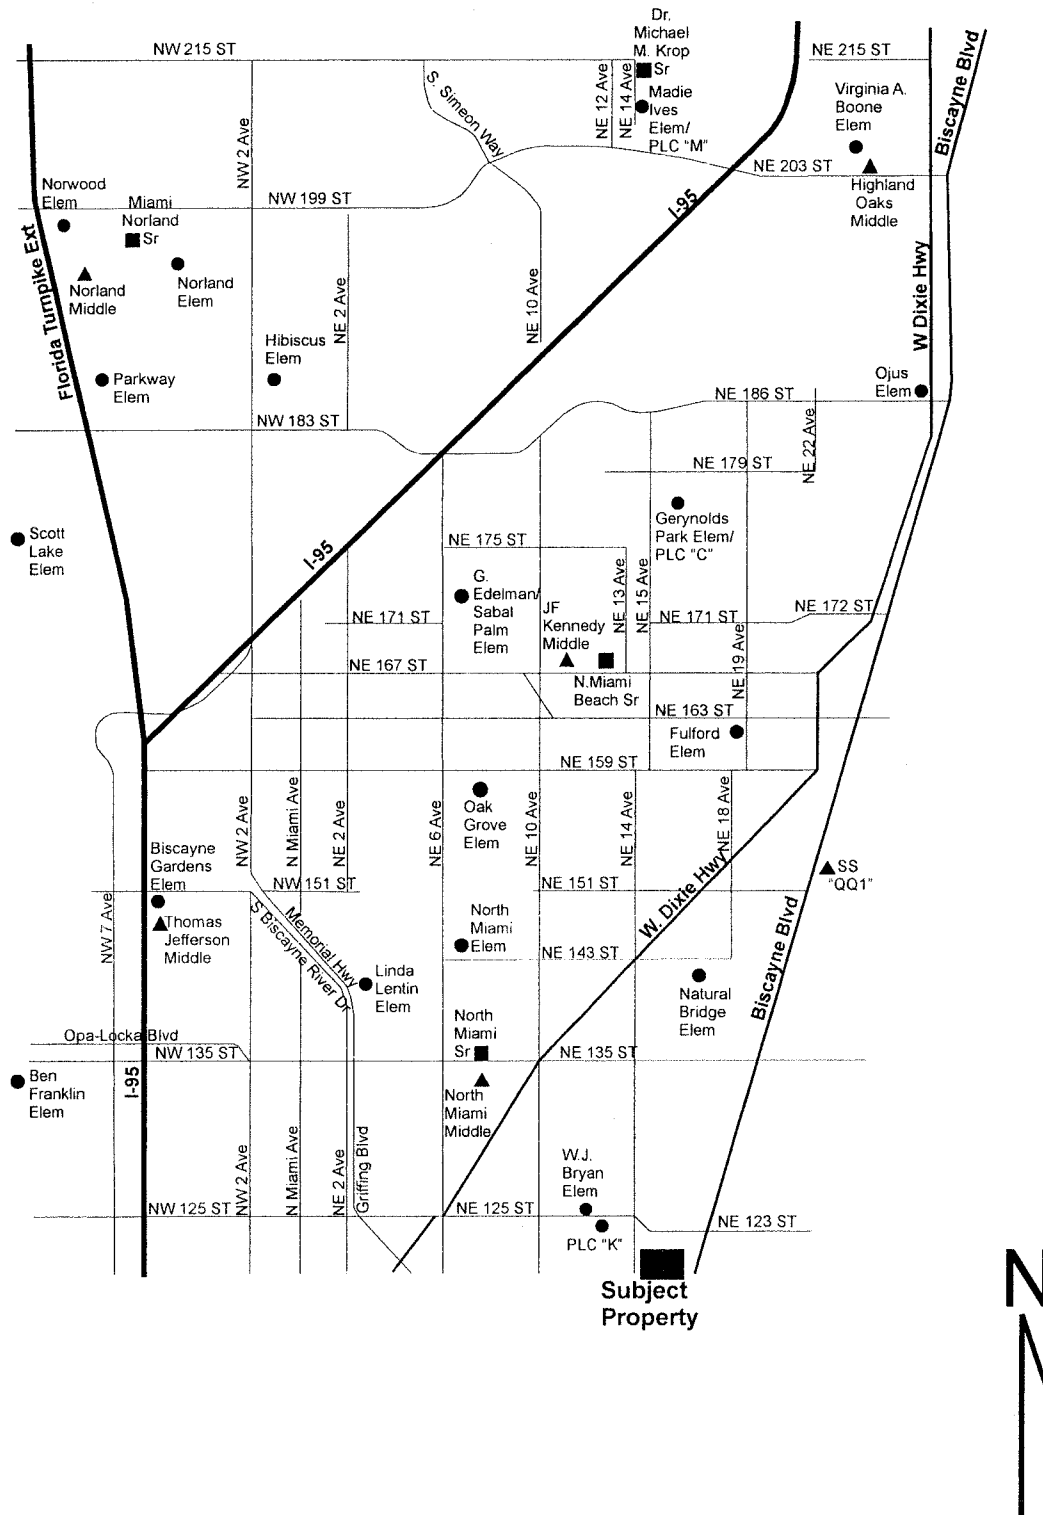 Dr.
Michael
M. Krop
Sr
NW 215 ST
NE 215 ST
Biscayne Blvd
S. Simeon Way
NE 12 Ave
NE 14 Ave
Madie
Ives
Elem/
PLC "M"
Virginia A.
Boone
Elem
NW 2 Ave
NE 203 ST
Highland
Oaks
Middle
Norwood
Elem
Miami
Norland
Sr
NW 199 ST
I-95
Florida Turnpike Ext
Norland
Middle
Norland
Elem
NE 2 Ave
NE 10 Ave
W Dixie Hwy
Hibiscus
Elem
Parkway
Elem
Ojus
Elem
NE 186 ST
NW 183 ST
NE 22 Ave
NE 179 ST
Gerynolds
Park Elem/
PLC "C"
Scott
Lake
Elem
I-95
NE 175 ST
G.
Edelman/
Sabal
Palm
Elem
NE 13 Ave
NE 15 Ave
JF
Kennedy
Middle
NE 171 ST
NE 171 ST
NE 172 ST
NE 19 Ave
NE 167 ST
N.Miami
Beach Sr
NE 163 ST
Fulford
Elem
NE 159 ST
NW 2 Ave
N Miami Ave
NE 2 Ave
NE 6 Ave
Oak
Grove
Elem
NE 10 Ave
NE 14 Ave
NE 18 Ave
Biscayne
Gardens
Elem
NW 151 ST
NE 151 ST
SS
"QQ1"
W. Dixie Hwy
Biscayne Blvd
NW 7 Ave
Thomas
Jefferson
Middle
Memorial Hwy
S Biscayne River Dr
North
Miami
Elem
NE 143 ST
Linda
Lentin
Elem
Natural
Bridge
Elem
North
Miami
Sr
Opa-Locka Blvd
NW 135 ST
NE 135 ST
Ben
Franklin
Elem
I-95
North
Miami
Middle
NW 2 Ave
N Miami Ave
NE 2 Ave
Griffing Blvd
W.J.
Bryan
Elem
NW 125 ST
NE 125 ST
NE 123 ST
PLC "K"
Subject
Property
N